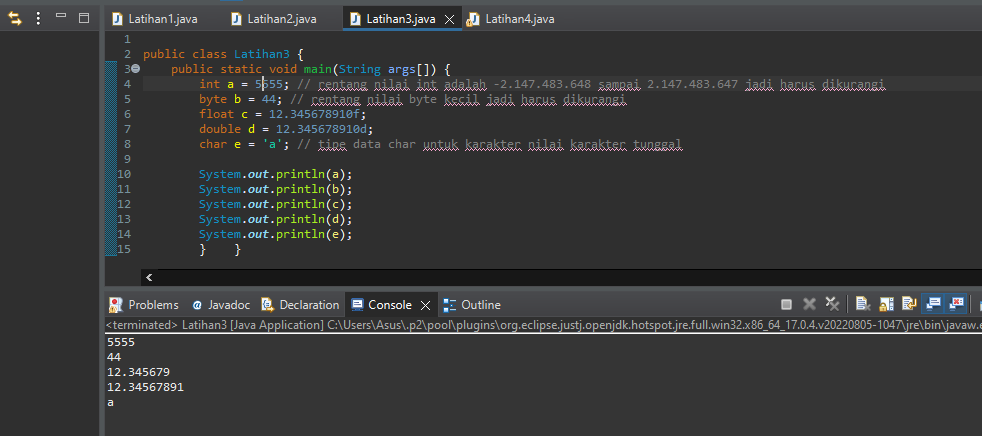 Latihan1.java Latihan2.java Latihan3.java Latihan4.java
1
2 public class Latihan3 {
3 public static void main(String args[]) {
4 int a = 5555; // rentang nilai int adalah -2.147.483.648 sampai 2.147.483.647 jadi harus dikurangi
5 byte b = 44; // rentang nilai byte kecil jadi harus dikurangi
6 float c = 12.345678910f;
7 double d = 12.345678910d;
8 char e = 'a'; // tipe data char untuk karakter nilai karakter tunggal
9
10 System.out.println(a);
11 System.out.println(b);
12 System.out.println(c);
13 System.out.println(d);
14 System.out.println(e);
15 } }
Problems @ Javadoc Declaration Console Outline
<terminated> Latihan3 [Java Application] C:\Users\Asus\.p2\pool\plugins\org.eclipse.justj.openjdk.hotspot.jre.full.win32.x86_64_17.0.4.v20220805-1047\jre\bin\javaw.e
5555
44
12.345679
12.34567891
a